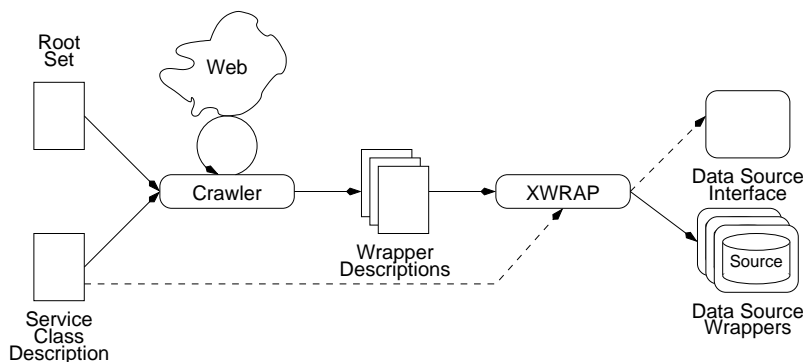 Root
Set
Web
Crawler
XWRAP
Data Source
Interface
Wrapper
Descriptions
Source
Service
Class
Description
Data Source
Wrappers